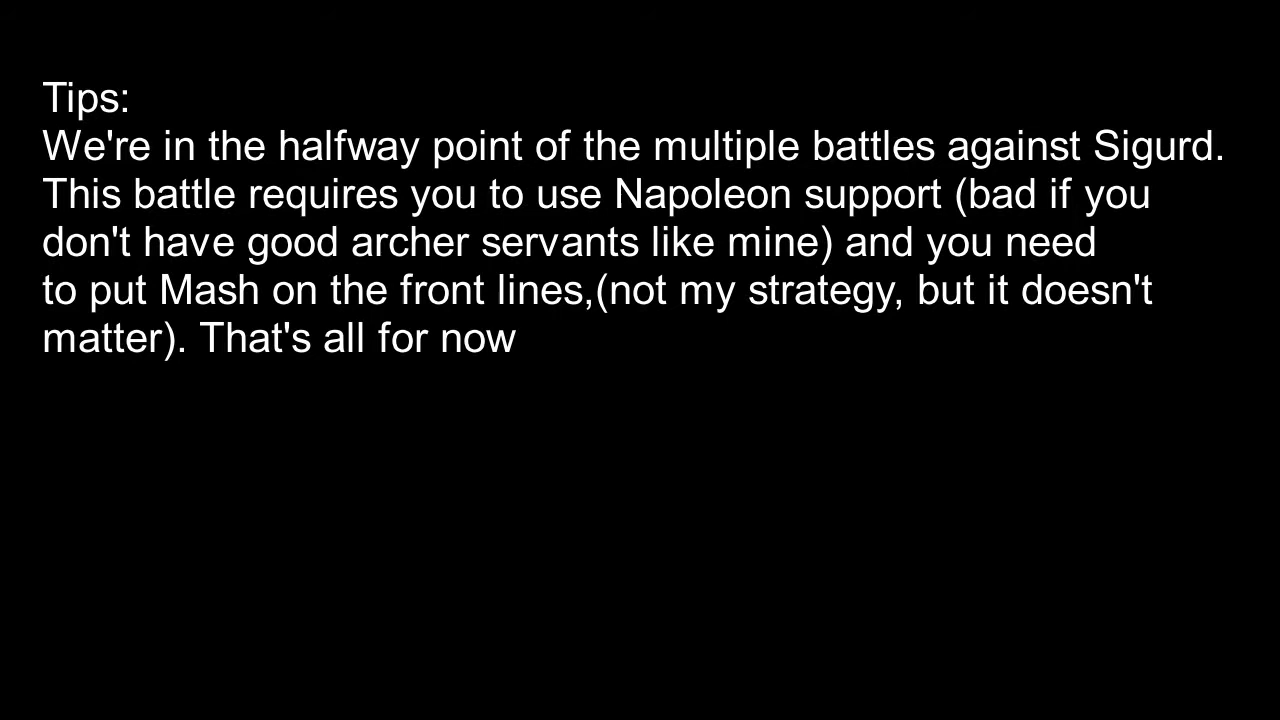 Tips:
We're in the halfway point of the multiple battles against Sigurd.
This battle requires you to use Napoleon support (bad if you
don't have good archer servants like mine) and you need
to put Mash on the front lines,(not my strategy, but it doesn't
matter). That's all for now